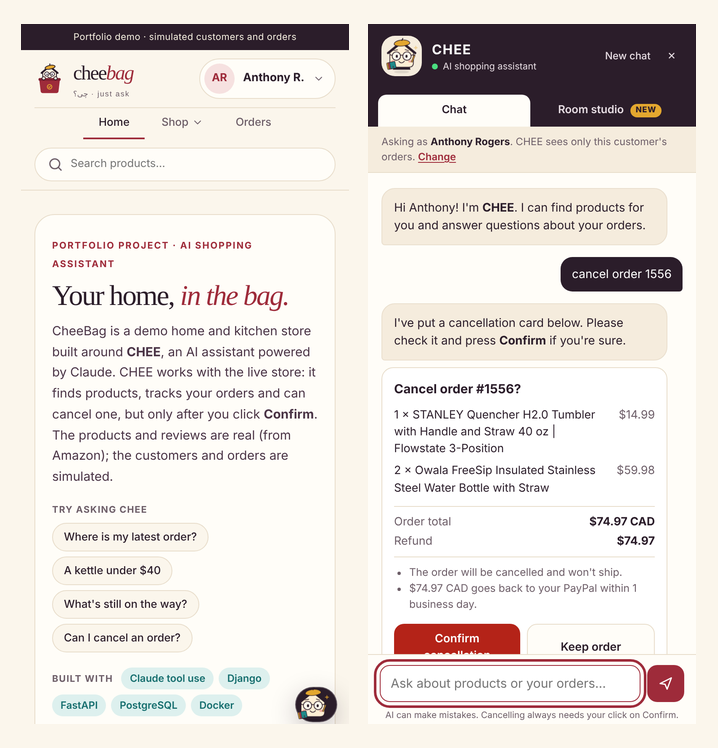 Portfolio demo · simulated customers and orders
cheebag
چی؟ · just ask
AR Anthony R.
Home Shop Orders
Search products...
PORTFOLIO PROJECT · AI SHOPPING
ASSISTANT
Your home, in the bag.
CheeBag is a demo home and kitchen store
built around CHEE, an AI assistant powered
by Claude. CHEE works with the live store: it
finds products, tracks your orders and can
cancel one, but only after you click Confirm.
The products and reviews are real (from
Amazon); the customers and orders are
simulated.
TRY ASKING CHEE
Where is my latest order?
A kettle under $40
What's still on the way?
Can I cancel an order?
BUILT WITH Claude tool use Django
FastAPI PostgreSQL Docker
CHEE
AI shopping assistant
New chat ×
Chat Room studio NEW
Asking as Anthony Rogers. CHEE sees only this customer's
orders. Change
Hi Anthony! I'm CHEE. I can find products for
you and answer questions about your orders.
cancel order 1556
I've put a cancellation card below. Please
check it and press Confirm if you're sure.
Cancel order #1556?
1 × STANLEY Quencher H2.0 Tumbler $14.99
with Handle and Straw 40 oz |
Flowstate 3-Position
2 × Owala FreeSip Insulated Stainless $59.98
Steel Water Bottle with Straw
Order total $74.97 CAD
Refund $74.97
• The order will be cancelled and won't ship.
• $74.97 CAD goes back to your PayPal within 1
business day.
Confirm
cancellation
Keep order
Ask about products or your orders...
AI can make mistakes. Cancelling always needs your click on Confirm.